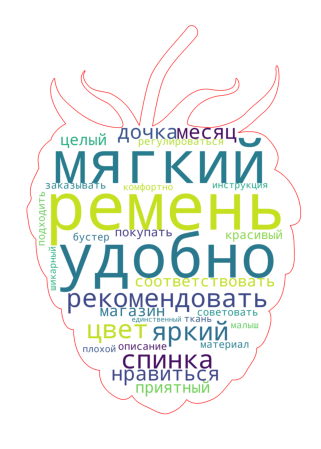 дочка месяц
целый регулироваться
мягкий
заказывать комфортно инструкция
ремень
подходить
бустер покупать красивый
удобно
шикарный
соответствовать
рекомендовать
магазин советовать
единственный ткань
цвет яркий малыш
плохой описание материал
спинка
нравиться
приятный